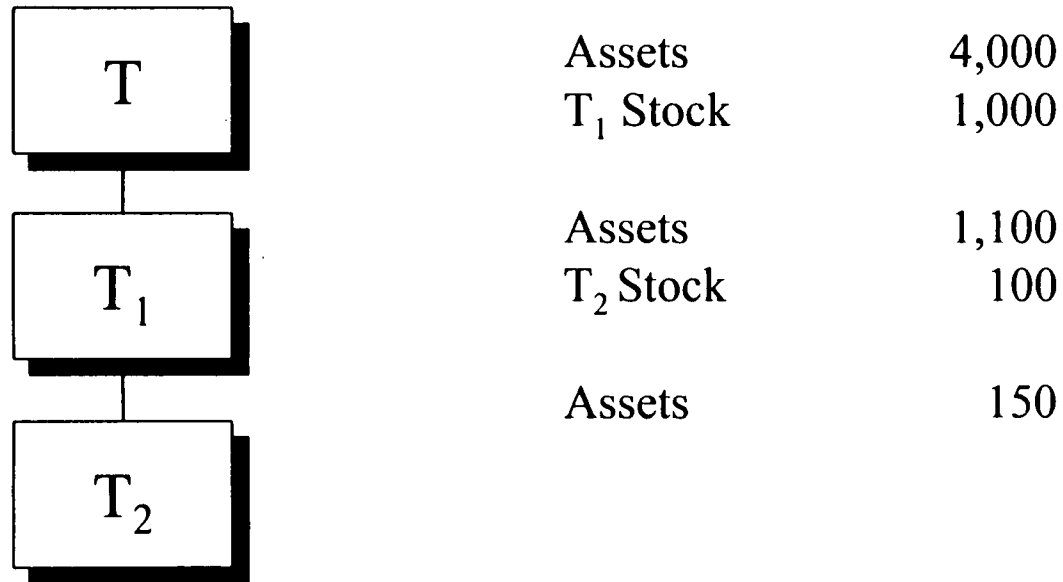 T
Assets 4,000
T₁ Stock 1,000
T₁
Assets 1,100
T₂ Stock 100
T₂
Assets 150